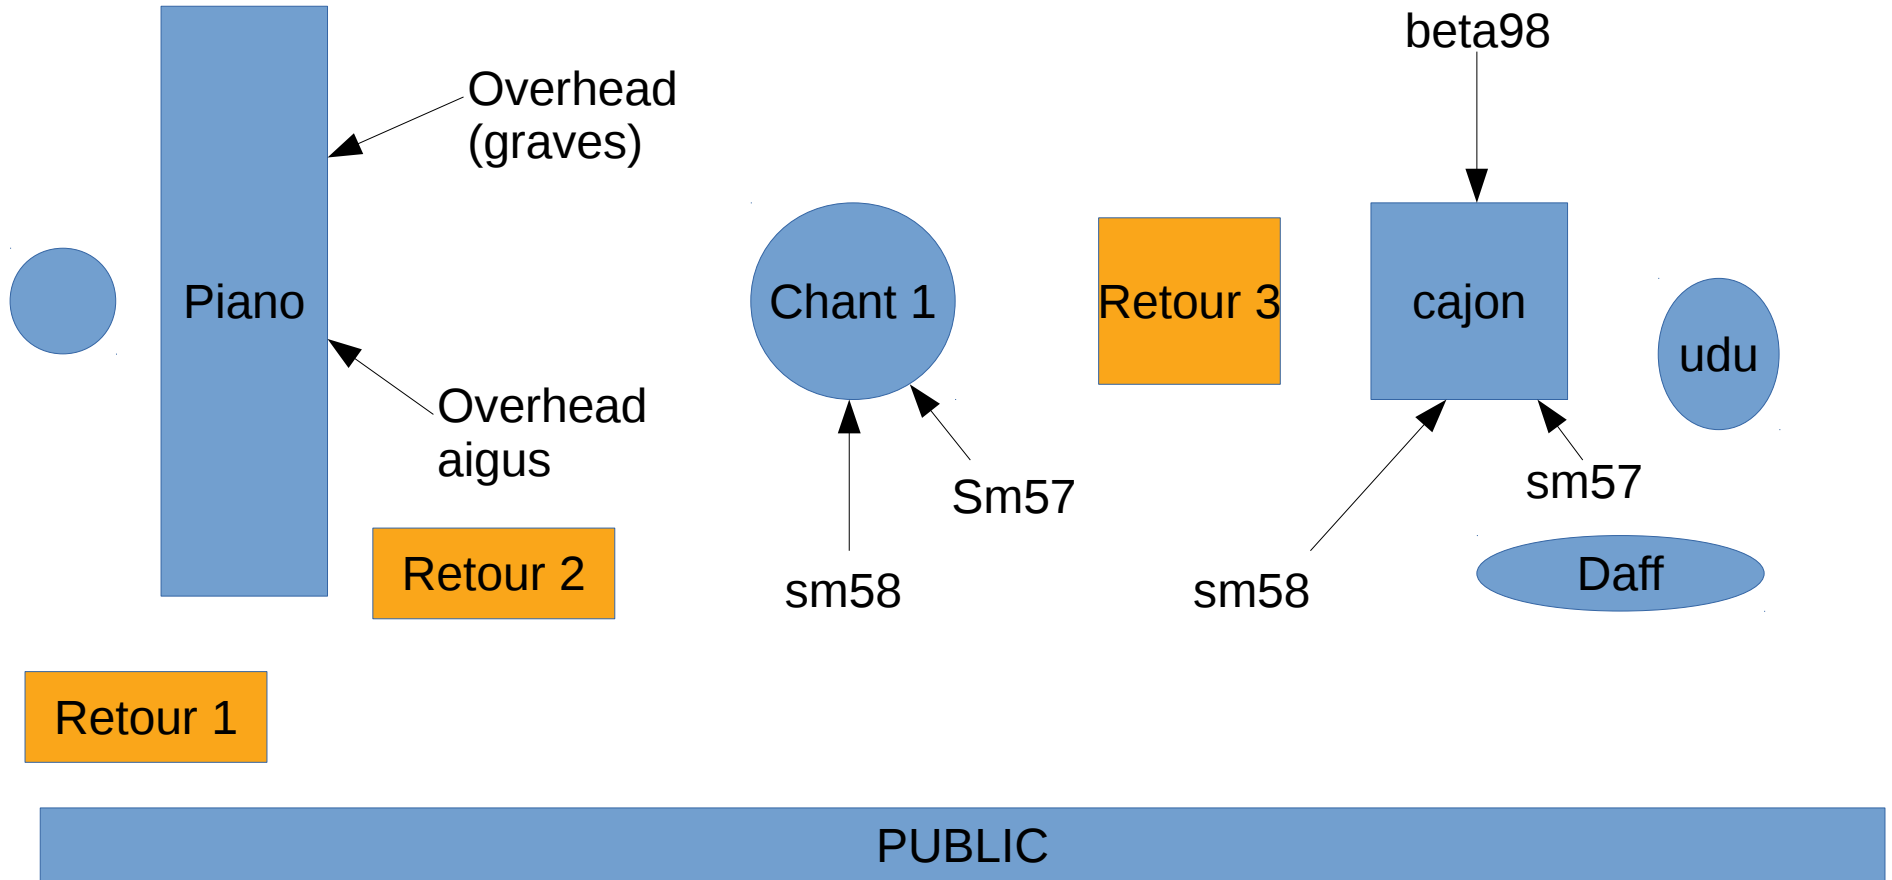 beta98
Overhead
(graves)
Piano
Chant 1
Retour 3
cajon
udu
Overhead
aigus
Sm57
sm57
Retour 2
sm58
sm58
Daff
Retour 1
PUBLIC